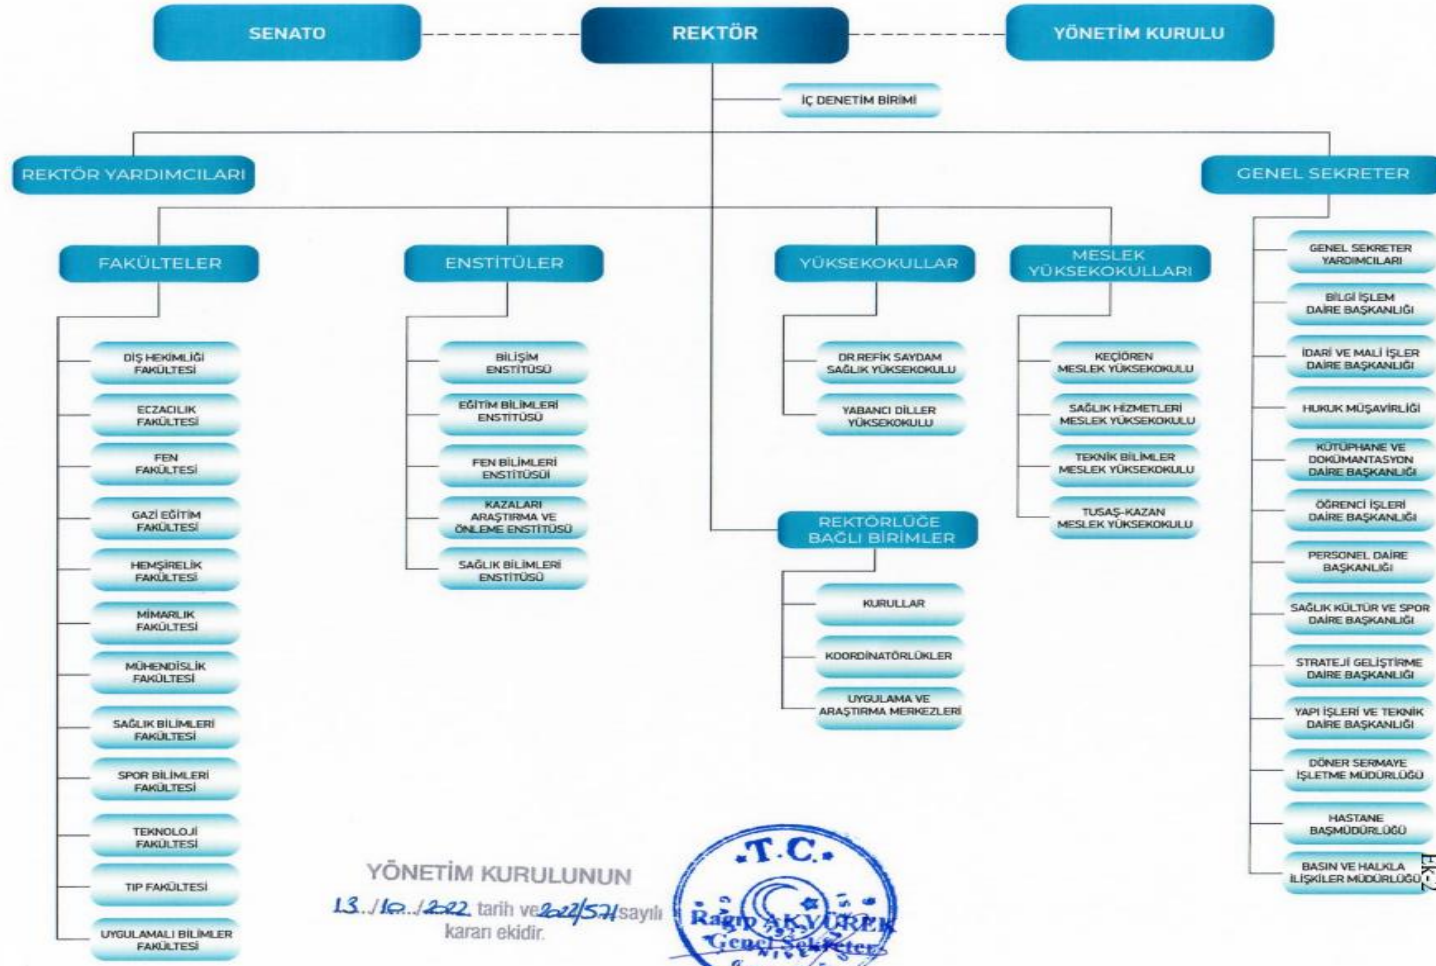 SENATO
REKTÖR
YÖNETİM KURULU
İÇ DENETİM BİRİMİ
REKTÖR YARDIMCILARI
GENEL SEKRETER
FAKÜLTELER
DİŞ HEKİMLİĞİ
FAKÜLTESİ
ECZACILIK
FAKÜLTESİ
FEN
FAKÜLTESİ
GAZİ EĞİTİM
FAKÜLTESİ
HEMŞİRELİK
FAKÜLTESİ
MİMARLIK
FAKÜLTESİ
MÜHENDİSLİK
FAKÜLTESİ
SAĞLIK BİLİMLERİ
FAKÜLTESİ
SPOR BİLİMLERİ
FAKÜLTESİ
TEKNOLOJİ
FAKÜLTESİ
TIP FAKÜLTESİ
UYGULAMALI BİLİMLER
FAKÜLTESİ
ENSTİTÜLER
BİLİŞİM
ENSTİTÜSÜ
EĞİTİM BİLİMLERİ
ENSTİTÜSÜ
FEN BİLİMLERİ
ENSTİTÜSÜİ
KAZALARI
ARAŞTIRMA VE
ÖNLEME ENSTİTÜSÜ
SAĞLIK BİLİMLERİ
ENSTİTÜSÜ
YÜKSEKOKULLAR
DR.REFİK SAYDAM
SAĞLIK YÜKSEKOKULU
YABANCI DİLLER
YÜKSEKOKULU
MESLEK
YÜKSEKOKULLARI
KEÇİÖREN
MESLEK YÜKSEKOKULU
SAĞLIK HİZMETLERİ
MESLEK YÜKSEKOKULU
TEKNİK BİLİMLER
MESLEK YÜKSEKOKULU
TUSAŞ-KAZAN
MESLEK YÜKSEKOKULU
REKTÖRLÜĞE
BAĞLI BİRİMLER
KURULLAR
KOORDİNATÖRLÜKLER
UYGULAMA VE
ARAŞTIRMA MERKEZLERİ
GENEL SEKRETER
YARDIMCILARI
BİLGİ İŞLEM
DAİRE BAŞKANLIĞI
İDARİ VE MALİ İŞLER
DAİRE BAŞKANLIĞI
HUKUK MÜŞAVİRLİĞİ
KÜTÜPHANE VE
DOKÜMANTASYON
DAİRE BAŞKANLIĞI
ÖĞRENCİ İŞLERİ
DAİRE BAŞKANLIĞI
PERSONEL DAİRE
BAŞKANLIĞI
SAĞLIK KÜLTÜR VE SPOR
DAİRE BAŞKANLIĞI
STRATEJİ GELİŞTİRME
DAİRE BAŞKANLIĞI
YAPI İŞLERİ VE TEKNİK
DAİRE BAŞKANLIĞI
DÖNER SERMAYE
İŞLETME MÜDÜRLÜĞÜ
HASTANE
BAŞMÜDÜRLÜĞÜ
BASIN VE HALKLA
İLİŞKİLER MÜDÜRLÜĞÜ
EK-2
YÖNETİM KURULUNUN
13../10../2022 tarih ve 2022/571 sayılı
kararı ekidir.
T.C.
Ragıp AKYÜREK
Genel Sekreter